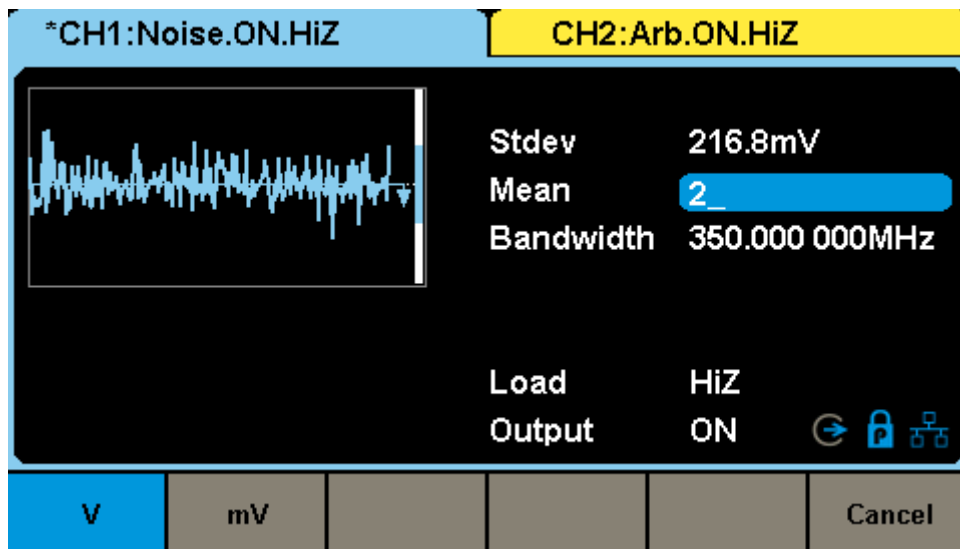 *CH1:Noise.ON.HiZ
CH2:Arb.ON.HiZ
Stdev 216.8mV
Mean 2_
Bandwidth 350.000 000MHz
Load HiZ
Output ON
P
V mV Cancel